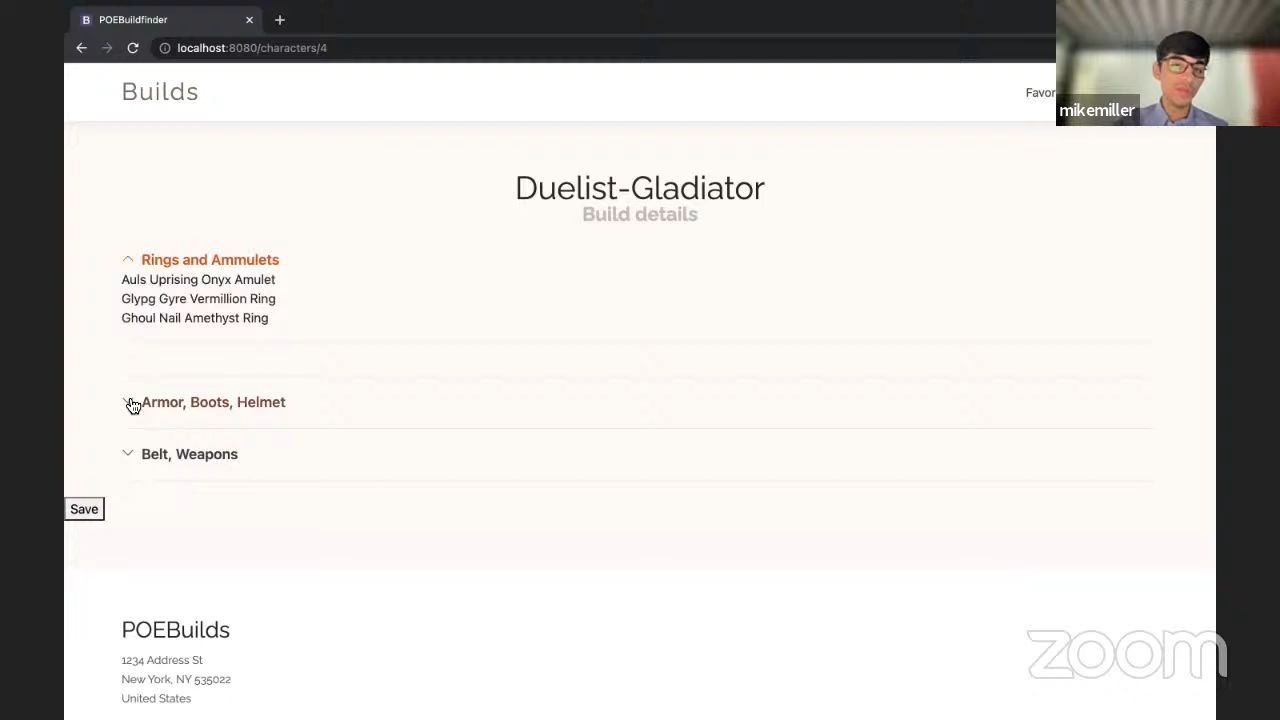 POEBuildfinder
localhost:8080/characters/4
Builds
Favor
mikemiller
Duelist-Gladiator
Build details
Rings and Ammulets
Auls Uprising Onyx Amulet
Glypg Gyre Vermillion Ring
Ghoul Nail Amethyst Ring
Armor, Boots, Helmet
Belt, Weapons
Save
POEBuilds
1234 Address St
New York, NY 535022
United States
zoom